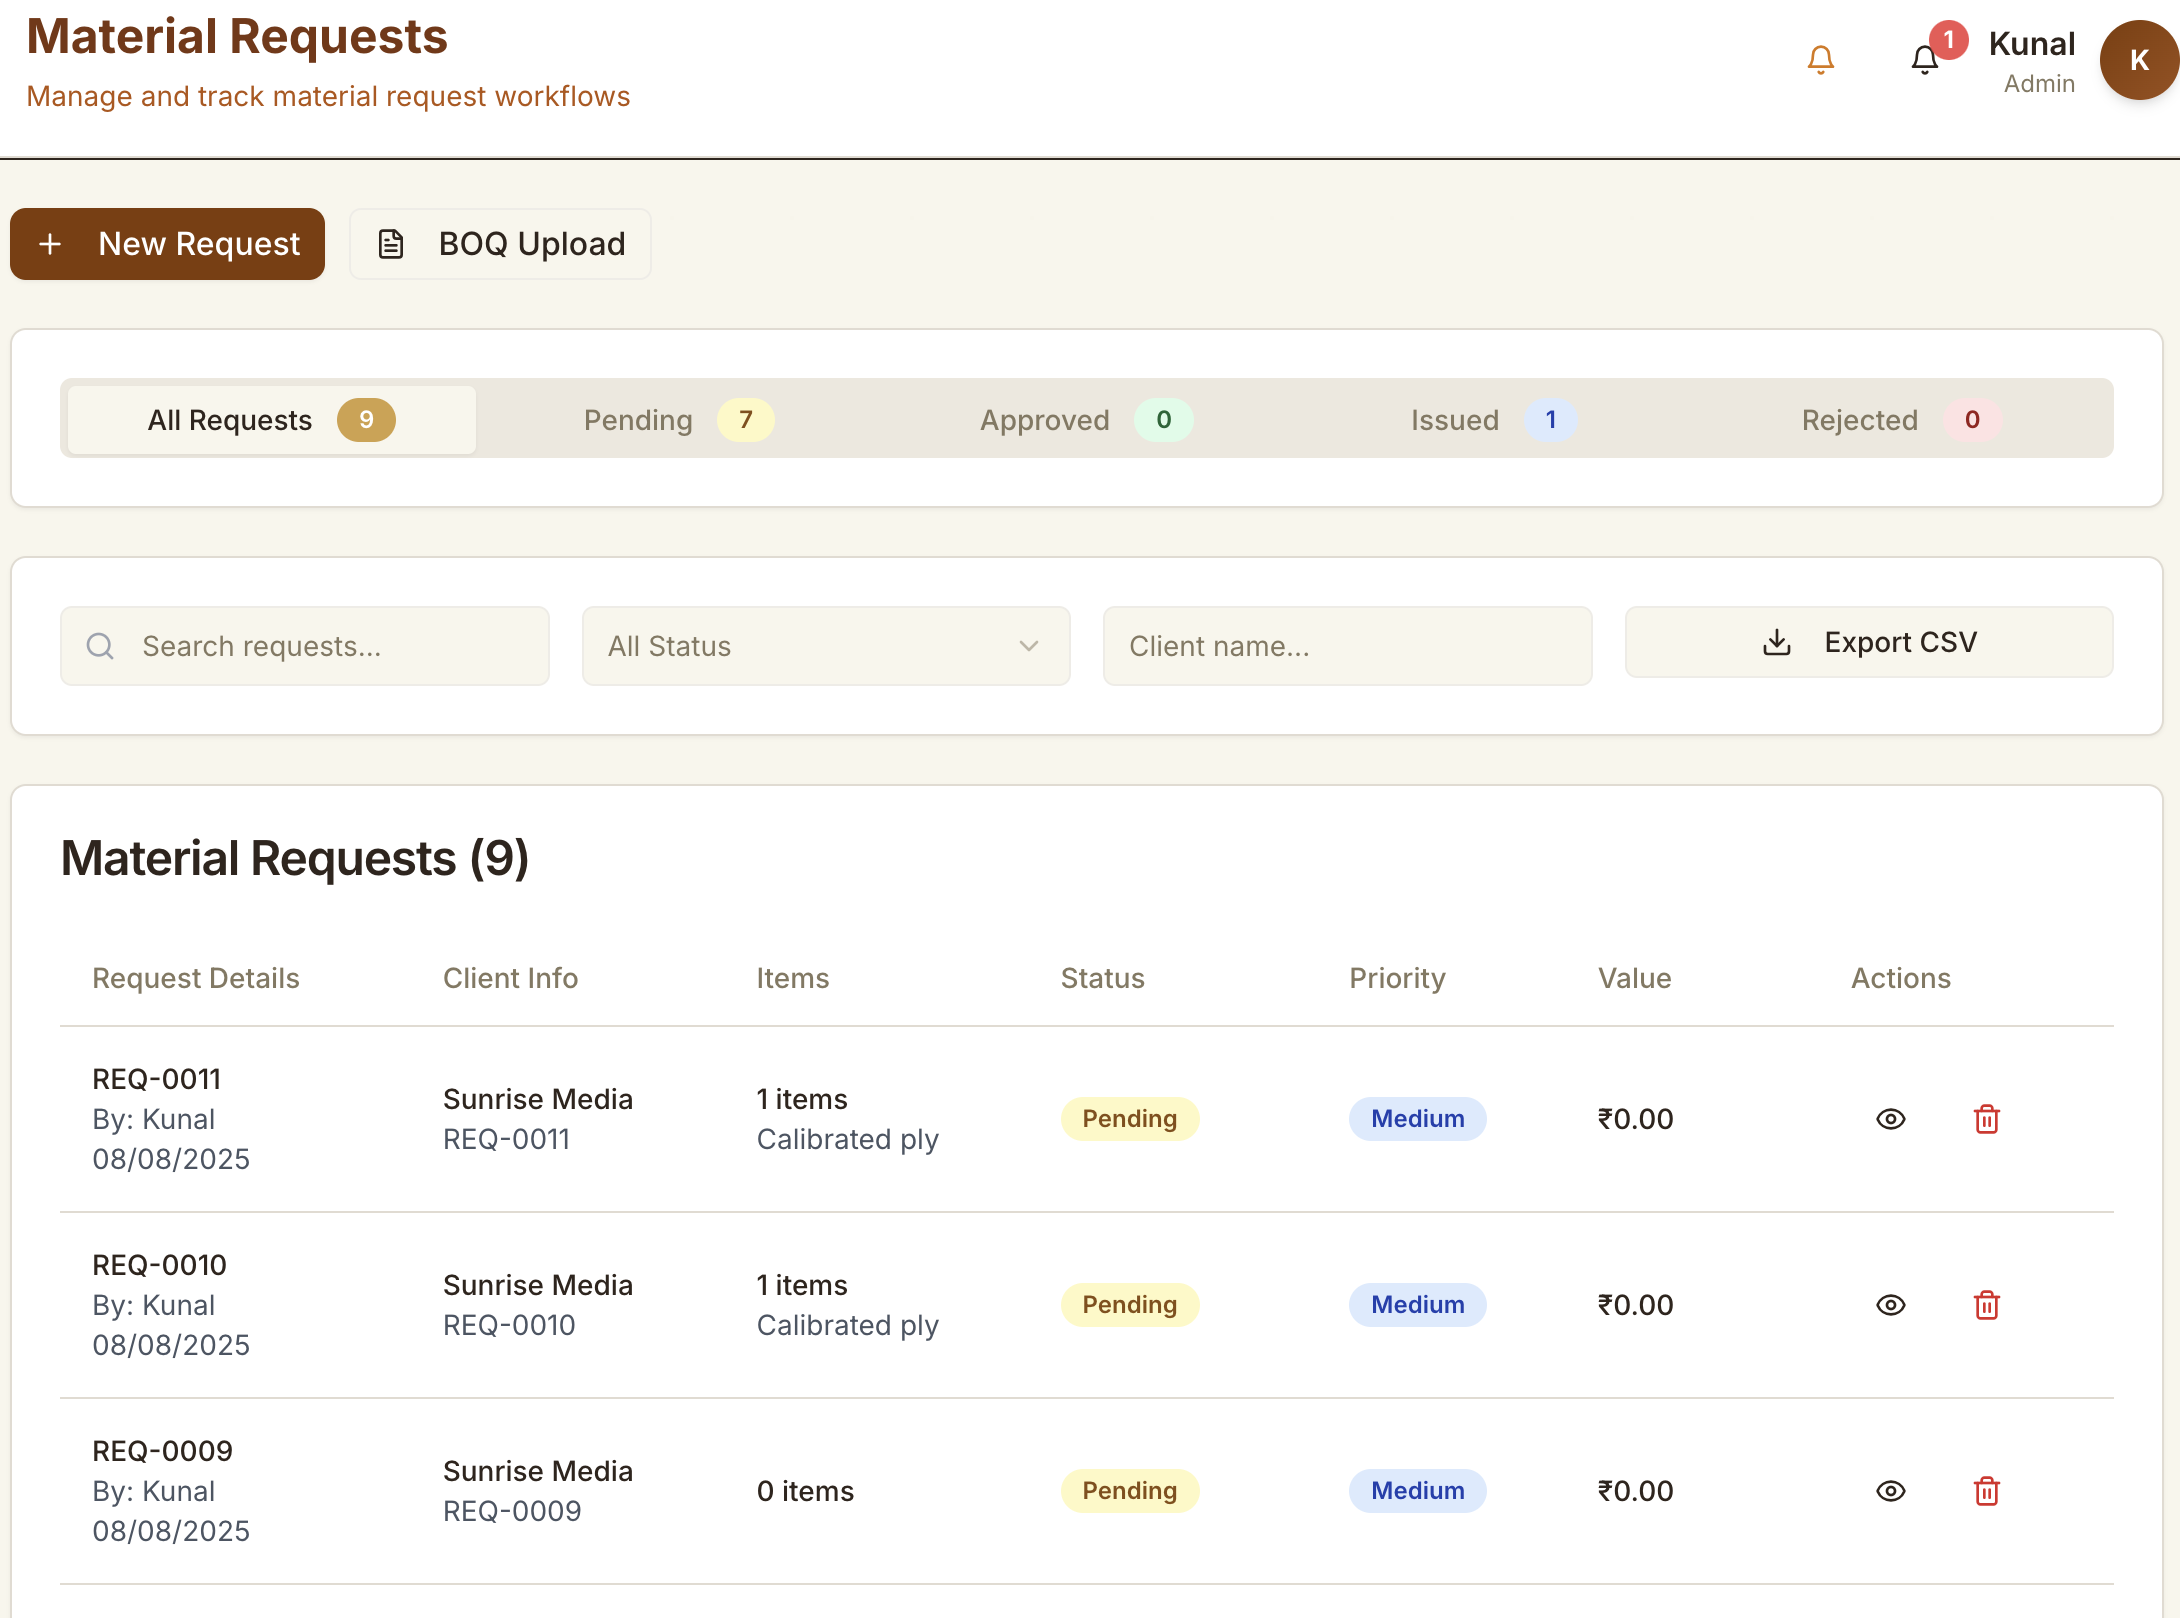 Material Requests
Manage and track material request workflows
1
Kunal
Admin
K
New Request
BOQ Upload
All Requests 9
Pending 7
Approved 0
Issued 1
Rejected 0
Search requests...
All Status
Client name...
Export CSV
Material Requests (9)
Request Details Client Info Items Status Priority Value Actions
REQ-0011
By: Kunal
08/08/2025
Sunrise Media
REQ-0011
1 items
Calibrated ply
Pending
Medium
₹0.00
REQ-0010
By: Kunal
08/08/2025
Sunrise Media
REQ-0010
1 items
Calibrated ply
Pending
Medium
₹0.00
REQ-0009
By: Kunal
08/08/2025
Sunrise Media
REQ-0009
0 items
Pending
Medium
₹0.00